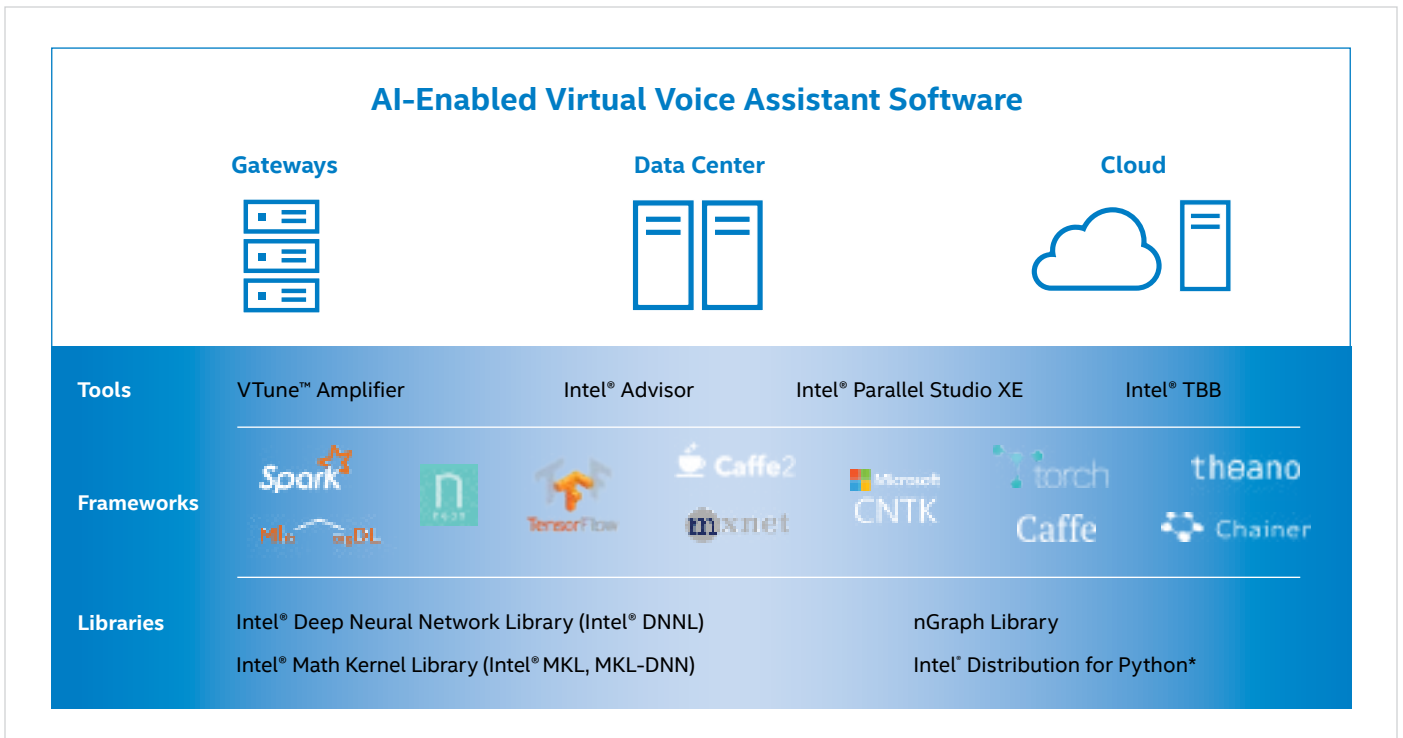 AI-Enabled Virtual Voice Assistant Software
Gateways Data Center Cloud
Tools VTune™ Amplifier Intel® Advisor Intel® Parallel Studio XE Intel® TBB
Frameworks
Spark
n
TensorFlow
Caffe2
mxnet
Microsoft
CNTK
torch
Caffe
theano
Chainer
Libraries Intel® Deep Neural Network Library (Intel® DNNL) nGraph Library
Intel® Math Kernel Library (Intel® MKL, MKL-DNN) Intel® Distribution for Python*